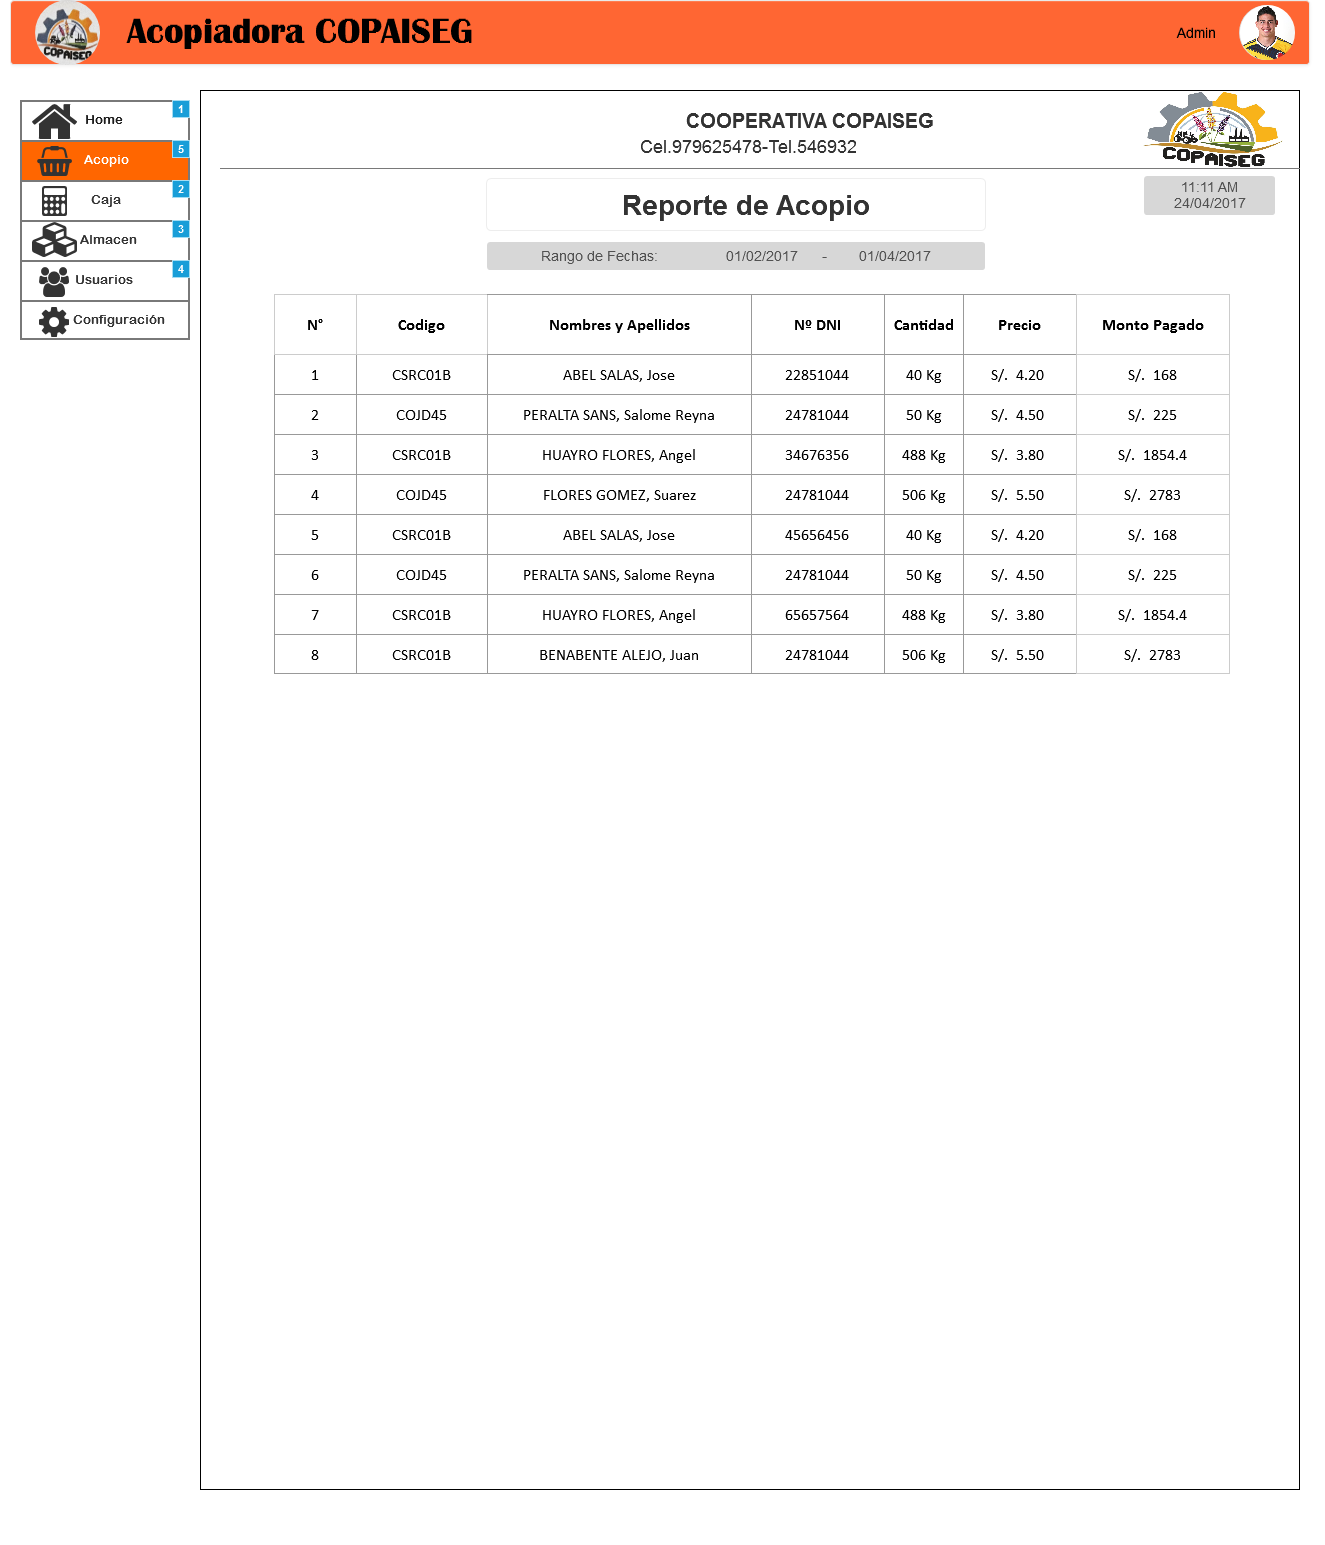 COPAISEG
Acopiadora COPAISEG
Admin
Home
1
Acopio
5
Caja
2
Almacen
3
Usuarios
4
Configuración
COOPERATIVA COPAISEG
Cel.979625478-Tel.546932
COPAISEG
11:11 AM
24/04/2017
Reporte de Acopio
Rango de Fechas: 01/02/2017 - 01/04/2017
N° Codigo Nombres y Apellidos Nº DNI Cantidad Precio Monto Pagado
1 CSRC01B ABEL SALAS, Jose 22851044 40 Kg S/. 4.20 S/. 168
2 COJD45 PERALTA SANS, Salome Reyna 24781044 50 Kg S/. 4.50 S/. 225
3 CSRC01B HUAYRO FLORES, Angel 34676356 488 Kg S/. 3.80 S/. 1854.4
4 COJD45 FLORES GOMEZ, Suarez 24781044 506 Kg S/. 5.50 S/. 2783
5 CSRC01B ABEL SALAS, Jose 45656456 40 Kg S/. 4.20 S/. 168
6 COJD45 PERALTA SANS, Salome Reyna 24781044 50 Kg S/. 4.50 S/. 225
7 CSRC01B HUAYRO FLORES, Angel 65657564 488 Kg S/. 3.80 S/. 1854.4
8 CSRC01B BENABENTE ALEJO, Juan 24781044 506 Kg S/. 5.50 S/. 2783